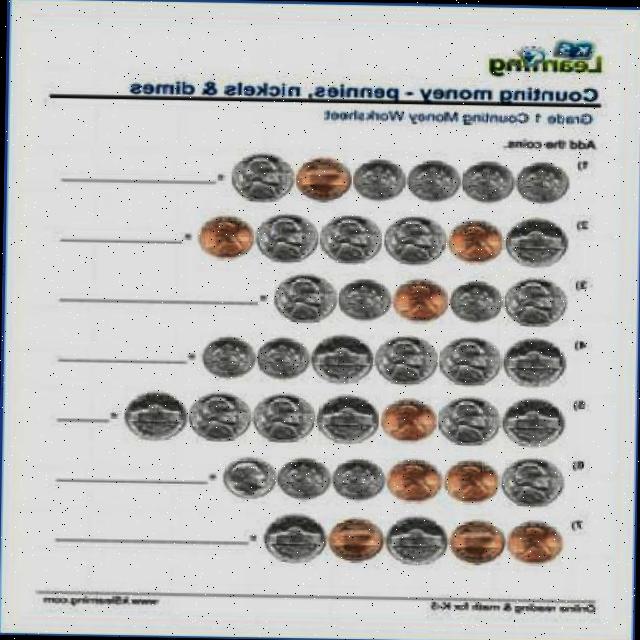 K5 Learning
Counting money - pennies, nickels & dimes
Grade 1 Counting Money Worksheet
Add the coins.
1) =
2) =
3) =
4) =
5) =
6) =
7) =
Online reading & math for K-5 www.k5learning.com